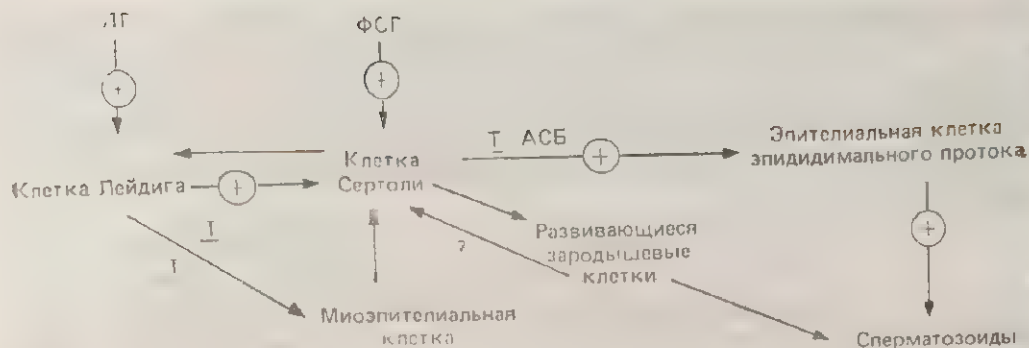 ЛГ
ФСГ
+
+
Т АСБ
+
Эпителиальная клетка
эпидидимального протока
Клетка
Сертоли
Клетка Лейдига
+
Т
Т
?
Развивающиеся
зародышевые
клетки
+
Миоэпителиальная
клетка
Сперматозоиды